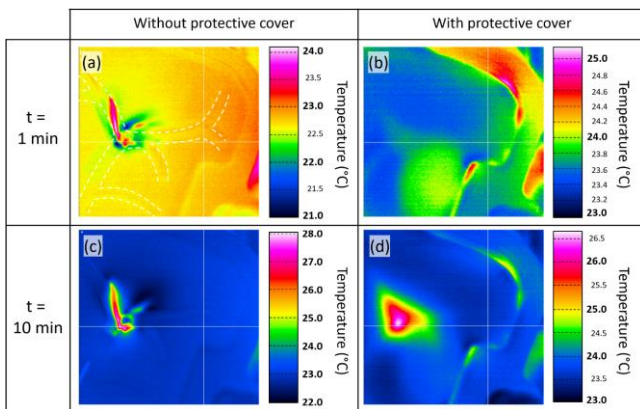 Without protective cover
With protective cover
t =
1 min
(a)
24.0
23.5
23.0
22.5
22.0
21.5
21.0
Temperature (°C)
(b)
25.0
24.8
24.6
24.4
24.2
24.0
23.8
23.6
23.4
23.2
23.0
Temperature (°C)
t =
10 min
(c)
28.0
27.0
26.0
25.0
24.0
23.0
22.0
Temperature (°C)
(d)
26.5
26.0
25.5
25.0
24.5
24.0
23.5
23.0
Temperature (°C)